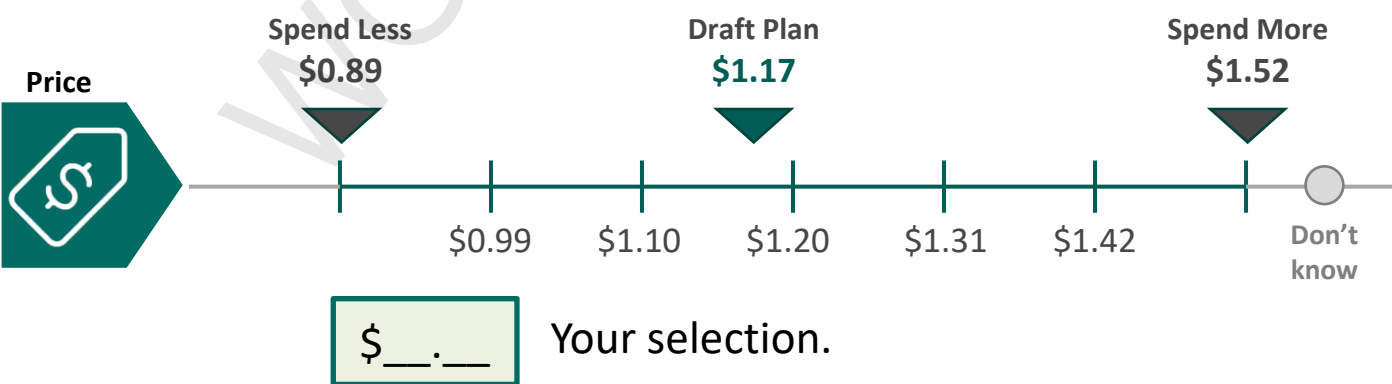 Spend Less
Draft Plan
Spend More
$0.89
$1.17
$1.52
Price
$
$0.99
$1.10
$1.20
$1.31
$1.42
Don't
know
$__.__ Your selection.